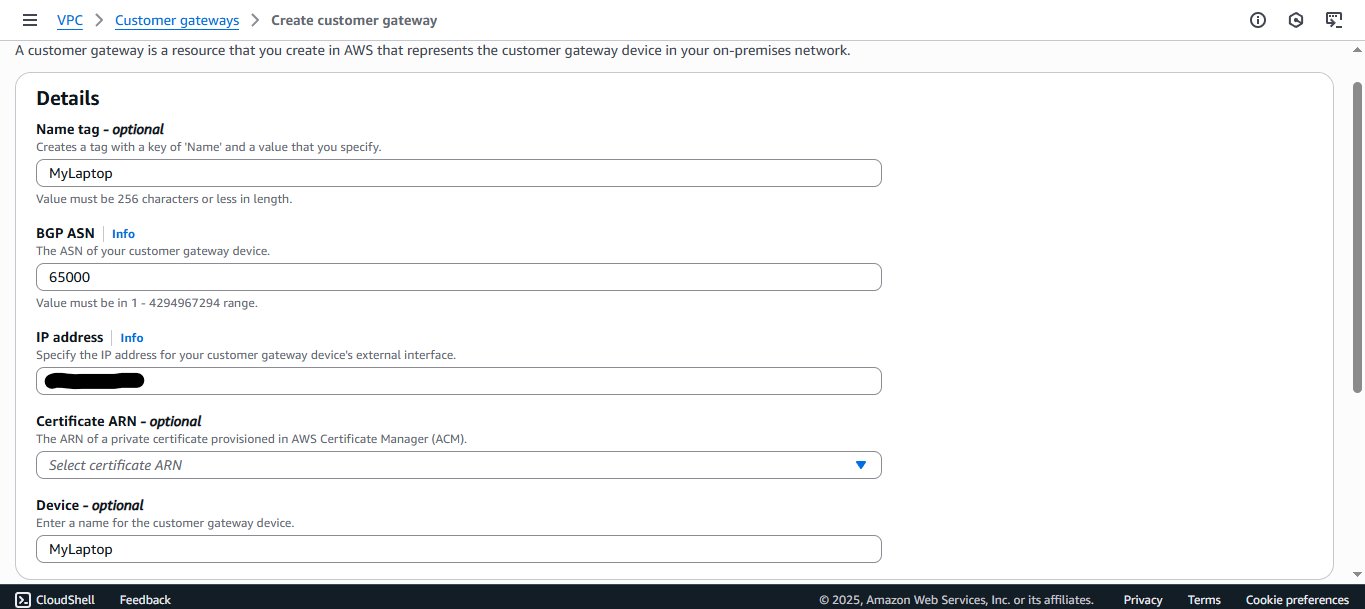 VPC > Customer gateways > Create customer gateway
A customer gateway is a resource that you create in AWS that represents the customer gateway device in your on-premises network.
Details
Name tag - optional
Creates a tag with a key of 'Name' and a value that you specify.
MyLaptop
Value must be 256 characters or less in length.
BGP ASN Info
The ASN of your customer gateway device.
65000
Value must be in 1 - 4294967294 range.
IP address Info
Specify the IP address for your customer gateway device's external interface.
Certificate ARN - optional
The ARN of a private certificate provisioned in AWS Certificate Manager (ACM).
Select certificate ARN
Device - optional
Enter a name for the customer gateway device.
MyLaptop
CloudShell Feedback © 2025, Amazon Web Services, Inc. or its affiliates. Privacy Terms Cookie preferences